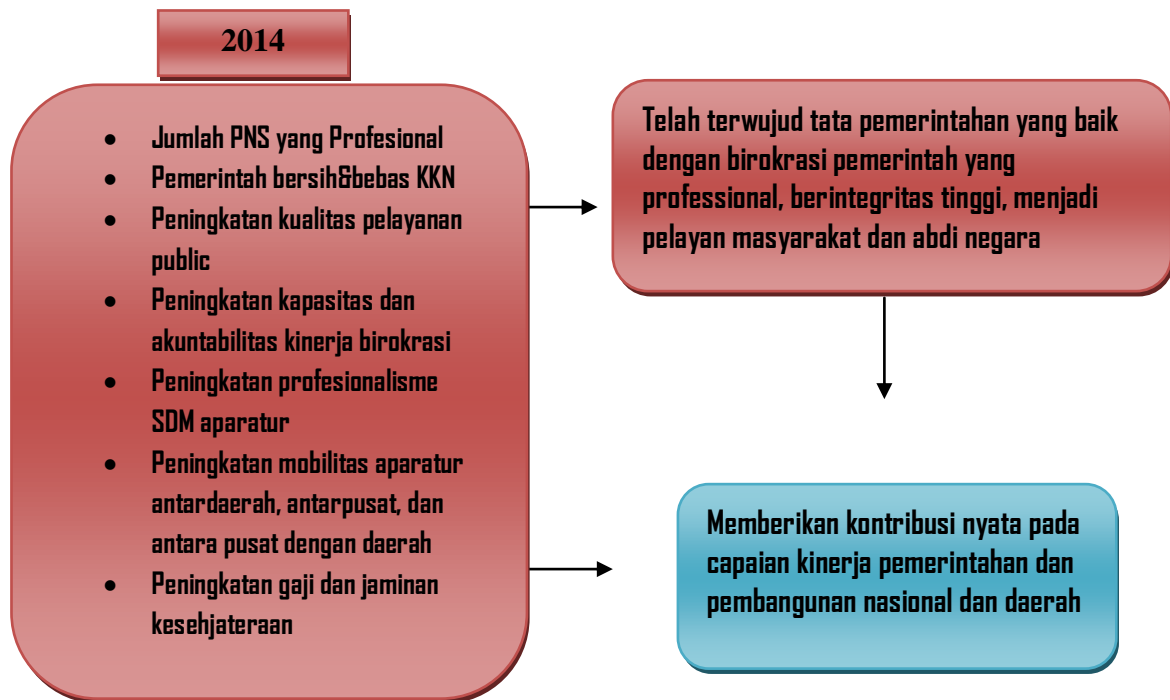 2014
• Jumlah PNS yang Profesional
• Pemerintah bersih&bebas KKN
• Peningkatan kualitas pelayanan
public
• Peningkatan kapasitas dan
akuntabilitas kinerja birokrasi
• Peningkatan profesionalisme
SDM aparatur
• Peningkatan mobilitas aparatur
antardaerah, antarpusat, dan
antara pusat dengan daerah
• Peningkatan gaji dan jaminan
kesehjateraan
Telah terwujud tata pemerintahan yang baik
dengan birokrasi pemerintah yang
professional, berintegritas tinggi, menjadi
pelayan masyarakat dan abdi negara
Memberikan kontribusi nyata pada
capaian kinerja pemerintahan dan
pembangunan nasional dan daerah